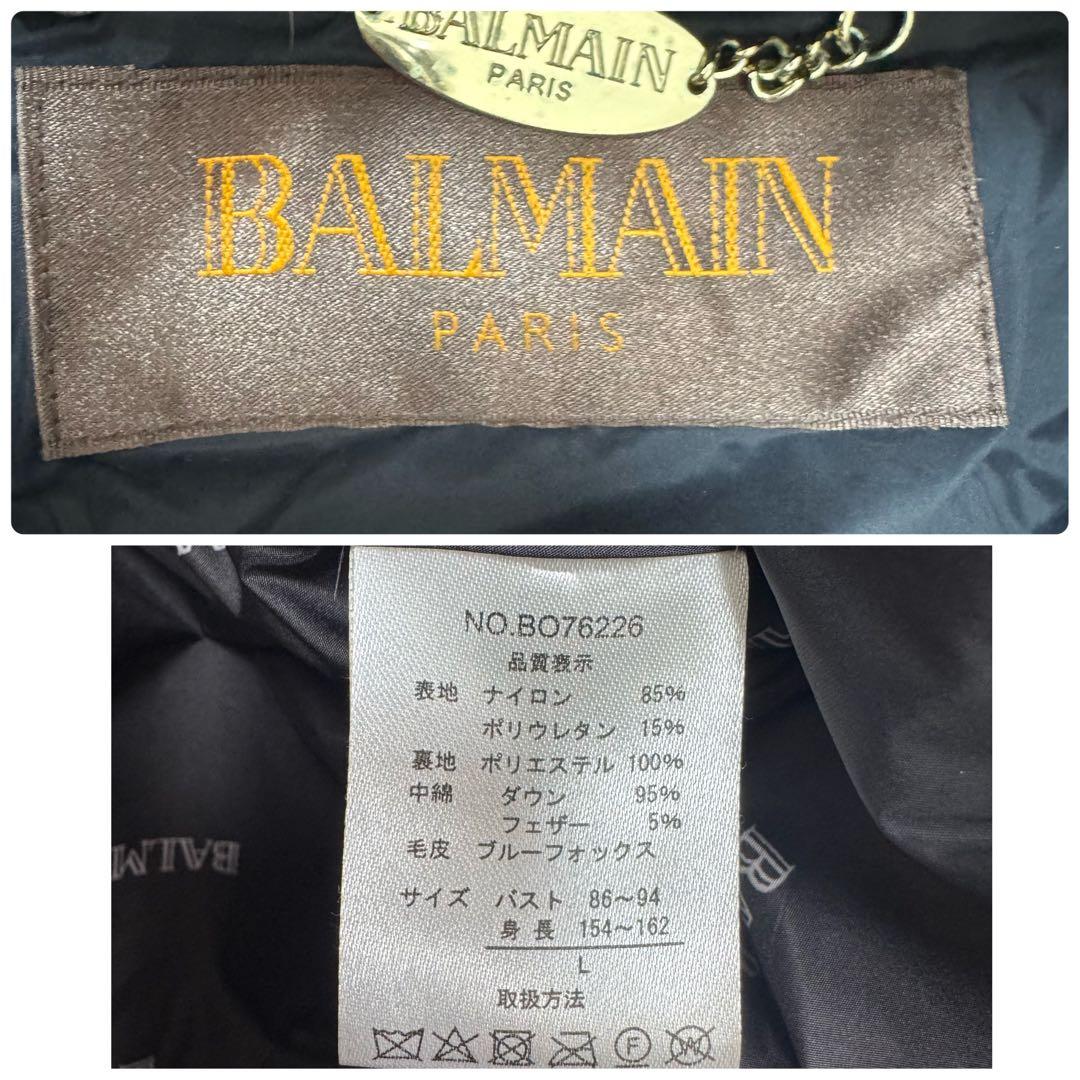 BALMAIN
PARIS
BALMAIN
PARIS
NO.BO76226
品質表示
表地 ナイロン 85%
ポリウレタン 15%
裏地 ポリエステル 100%
中綿 ダウン 95%
フェザー 5%
毛皮 ブルーフォックス
サイズ バスト 86～94
身長 154～162
L
取扱方法
F
W
BALM
B